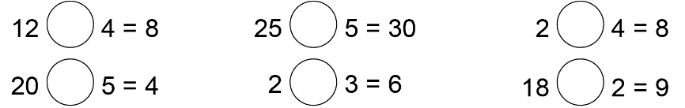 12 ◯ 4 = 8 25 ◯ 5 = 30 2 ◯ 4 = 8
20 ◯ 5 = 4 2 ◯ 3 = 6 18 ◯ 2 = 9